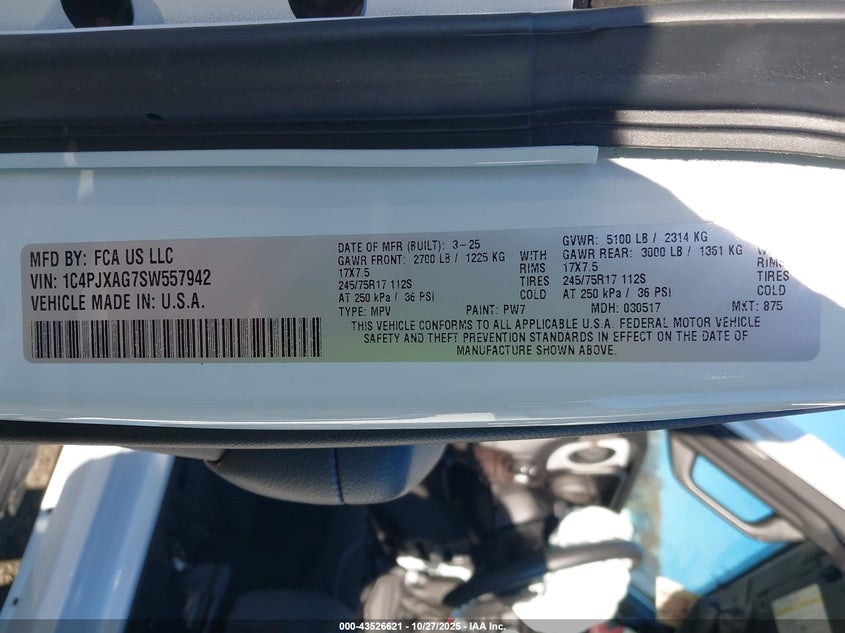 MFD BY: FCA US LLC
VIN: 1C4PJXAG7SW557942
VEHICLE MADE IN: U.S.A.
DATE OF MFR (BUILT): 3-25
GAWR FRONT: 2700 LB / 1225 KG WITH
17X7.5 RIMS
245/75R17 112S TIRES
AT 250 kPa / 36 PSI COLD
TYPE: MPV PAINT: PW7
GVWR: 5100 LB / 2314 KG
GAWR REAR: 3000 LB / 1361 KG WITH
17X7.5 RIMS
245/75R17 112S TIRES
AT 250 kPa / 36 PSI COLD
MDH: 030517 MKT: 875
THIS VEHICLE CONFORMS TO ALL APPLICABLE U.S.A. FEDERAL MOTOR VEHICLE
SAFETY AND THEFT PREVENTION STANDARDS IN EFFECT ON THE DATE OF
MANUFACTURE SHOWN ABOVE.
000-43526621 - 10/27/2025 - IAA Inc.